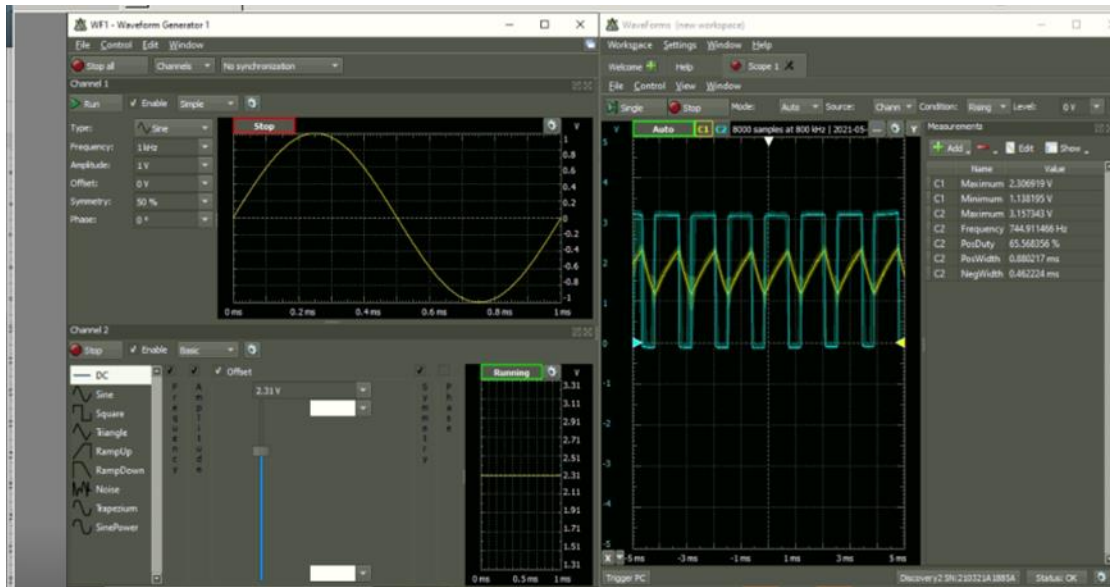 WF1 - Waveform Generator 1
File Control Edit Window
Stop all Channels No synchronization
Channel 1
Run Enable Simple
Type: Sine
Frequency: 1 kHz
Amplitude: 1 V
Offset: 0 V
Symmetry: 50 %
Phase: 0 °
Stop V
1
0.8
0.6
0.4
0.2
0
-0.2
-0.4
-0.6
-0.8
-1
0 ms 0.2 ms 0.4 ms 0.6 ms 0.8 ms 1 ms
Channel 2
Stop Enable Basic
DC
Sine
Square
Triangle
RampUp
RampDown
Noise
Trapezium
SinePower
Frequency
Amplitude
Offset
2.31 V
Symmetry
Phase
Running V
3.31
3.11
2.91
2.71
2.51
2.31
2.11
1.91
1.71
1.51
1.31
0 ms 0.5 ms 1 ms
WaveForms (new workspace)
Workspace Settings Window Help
Welcome Help Scope 1
File Control View Window
Single Stop Mode: Auto Source: Chann Condition: Rising Level: 0 V
V Auto C1 C2 8000 samples at 800 kHz | 2021-05- Y
5
4
3
2
1
0
-1
-2
-3
-4
-5
X -5 ms -3 ms -1 ms 1 ms 3 ms 5 ms
Measurements
Add Edit Show
Name Value
C1 Maximum 2.306919 V
C1 Minimum 1.138195 V
C2 Maximum 3.157343 V
C2 Frequency 744.911466 Hz
C2 PosDuty 65.568356 %
C2 PosWidth 0.880217 ms
C2 NegWidth 0.462224 ms
Trigger PC Discovery2 SN:210321A1885A Status: OK